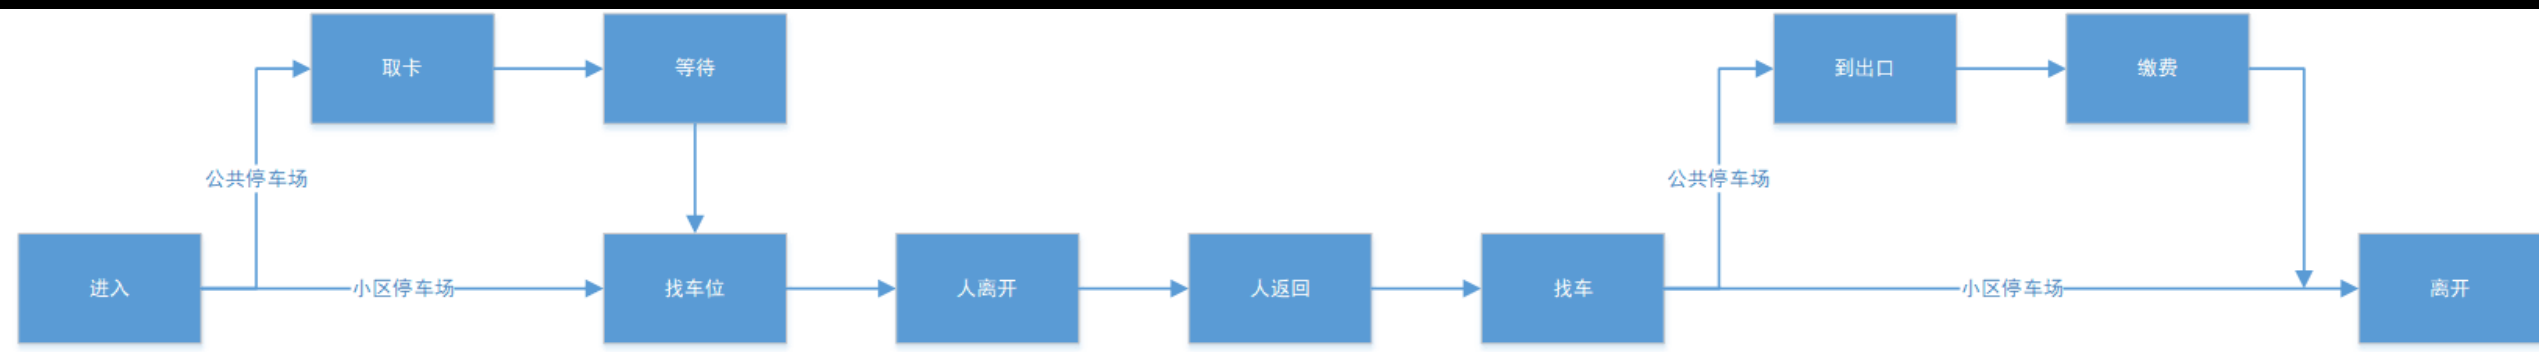 取卡
等待
到出口
缴费
公共停车场
公共停车场
进入
小区停车场
找车位
人离开
人返回
找车
小区停车场
离开